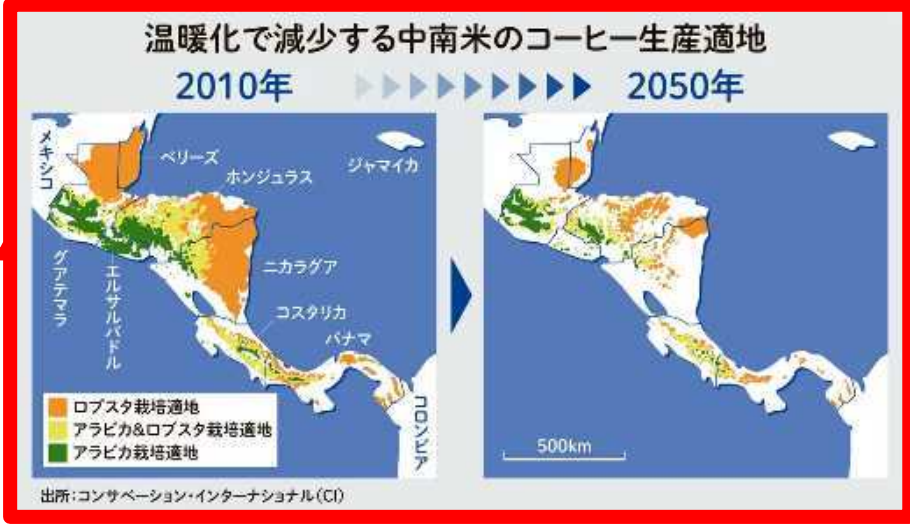 温暖化で減少する中南米のコーヒー生産適地
2010年
2050年
メキシコ
ベリーズ
ホンジュラス
ジャマイカ
グアテマラ
エルサルバドル
ニカラグア
コスタリカ
パナマ
コロンビア
ロブスタ栽培適地
アラビカ&ロブスタ栽培適地
アラビカ栽培適地
500km
出所:コンサベーション・インターナショナル(CI)